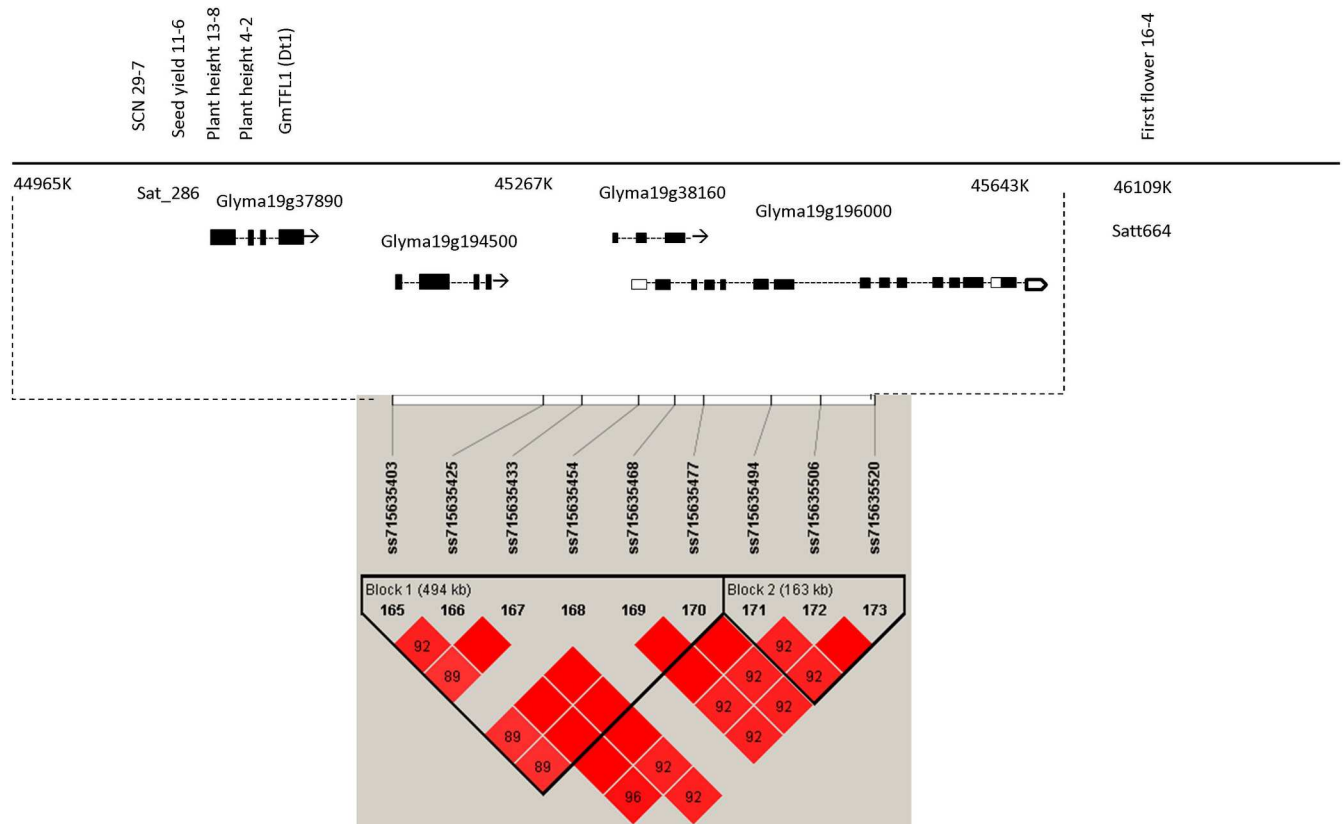 SCN 29-7
Seed yield 11-6
Plant height 13-8
Plant height 4-2
GmTFL1 (Dt1)
First flower 16-4
44965K
Sat_286
45267K
45643K
46109K
Glyma19g37890
Glyma19g38160
Glyma19g196000
Glyma19g194500
Satt664
ss715635403
ss715635425
ss715635433
ss715635454
ss715635468
ss715635477
ss715635494
ss715635506
ss715635520
Block 1 (494 kb)
Block 2 (163 kb)
165 166 167 168 169 170 171 172 173
92 92
89 92 92
92 92
89 92
89 92
96 92